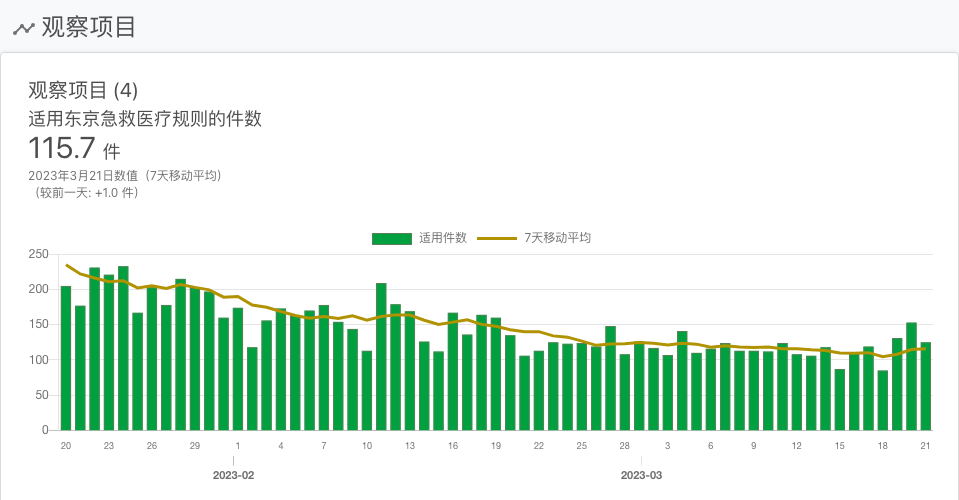 观察项目
观察项目 (4)
适用东京急救医疗规则的件数
115.7 件
2023年3月21日数值（7天移动平均）
（较前一天: +1.0 件）
适用件数 7天移动平均
250
200
150
100
50
0
20 23 26 29 1 4 7 10 13 16 19 22 25 28 3 6 9 12 15 18 21
2023-02 2023-03